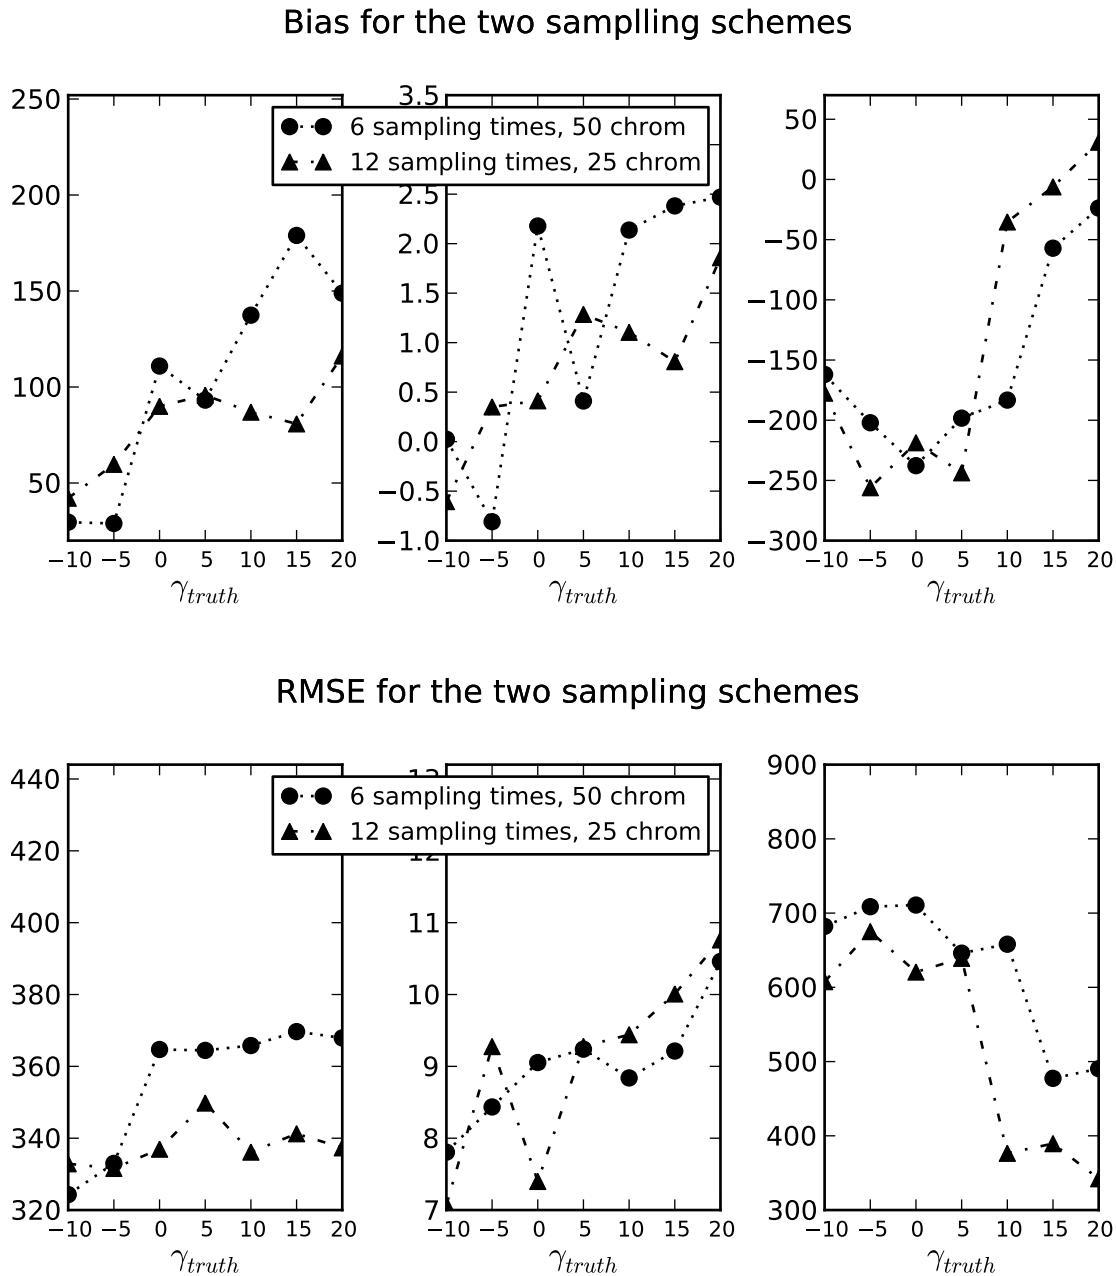 Bias for the two samplling schemes
250
200
150
100
50
−10 −5 0 5 10 15 20
γtruth
3.5
2.5
2.0
1.5
1.0
0.5
0.0
−0.5
−1.0
−10 −5 0 5 10 15 20
γtruth
50
0
−50
−100
−150
−200
−250
−300
−10 −5 0 5 10 15 20
γtruth
6 sampling times, 50 chrom
12 sampling times, 25 chrom
RMSE for the two sampling schemes
440
420
400
380
360
340
320
−10 −5 0 5 10 15 20
γtruth
13
12
11
10
9
8
7
−10 −5 0 5 10 15 20
γtruth
900
800
700
600
500
400
300
−10 −5 0 5 10 15 20
γtruth
6 sampling times, 50 chrom
12 sampling times, 25 chrom